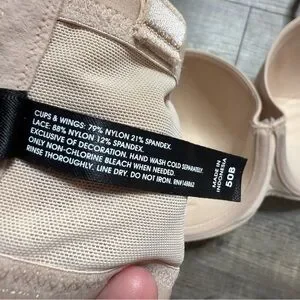 CUPS & WINGS: 79% NYLON 21% SPANDEX.
LACE: 88% NYLON 12% SPANDEX.
EXCLUSIVE OF DECORATION. HAND WASH COLD SEPARATELY.
ONLY NON-CHLORINE BLEACH WHEN NEEDED.
RINSE THOROUGHLY. LINE DRY. DO NOT IRON.
MADE IN
INDONESIA
50B